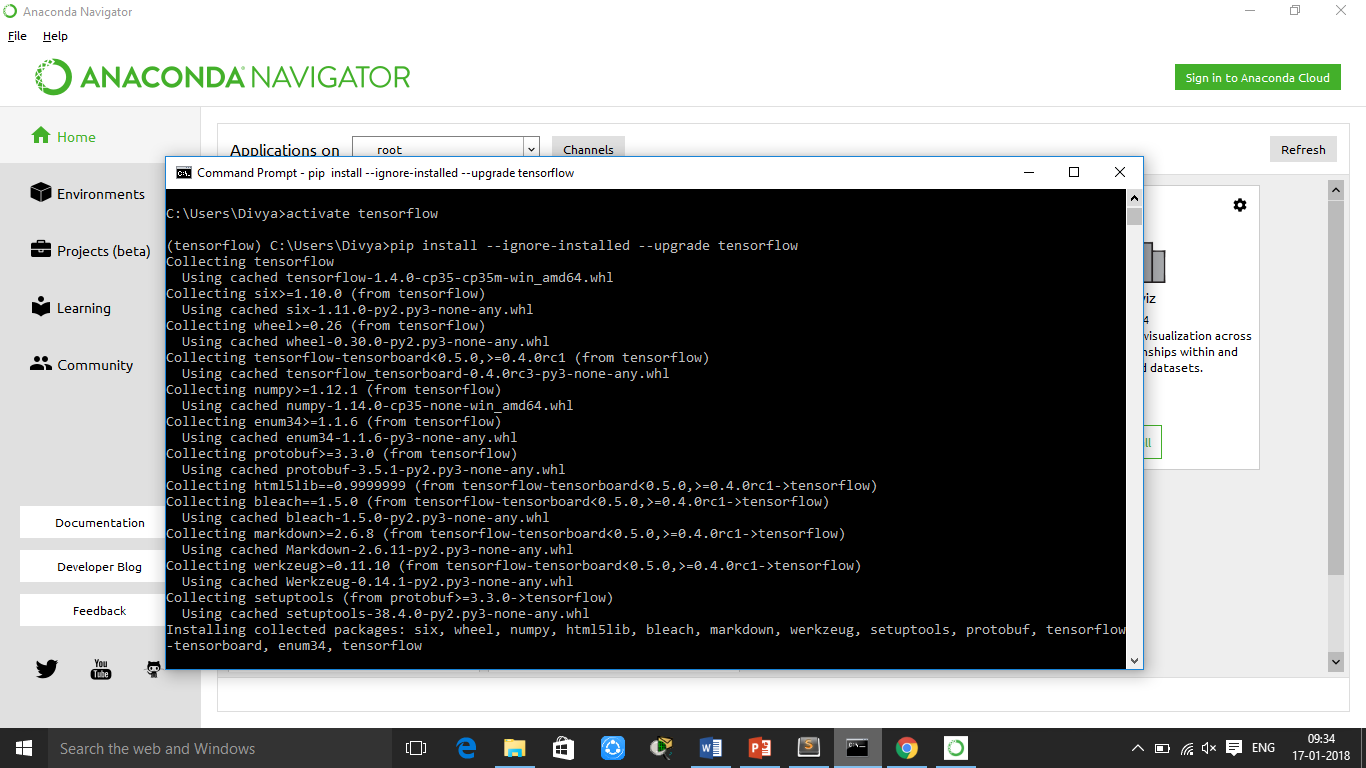 Anaconda Navigator
File Help
ANACONDA NAVIGATOR
Sign in to Anaconda Cloud
Home
Applications on root Channels Refresh
Environments
Projects (beta)
Learning
Community
Documentation
Developer Blog
Feedback
You
Tube
Command Prompt - pip install --ignore-installed --upgrade tensorflow
C:\Users\Divya>activate tensorflow
(tensorflow) C:\Users\Divya>pip install --ignore-installed --upgrade tensorflow
Collecting tensorflow
Using cached tensorflow-1.4.0-cp35-cp35m-win_amd64.whl
Collecting six>=1.10.0 (from tensorflow)
Using cached six-1.11.0-py2.py3-none-any.whl
Collecting wheel>=0.26 (from tensorflow)
Using cached wheel-0.30.0-py2.py3-none-any.whl
Collecting tensorflow-tensorboard<0.5.0,>=0.4.0rc1 (from tensorflow)
Using cached tensorflow_tensorboard-0.4.0rc3-py3-none-any.whl
Collecting numpy>=1.12.1 (from tensorflow)
Using cached numpy-1.14.0-cp35-none-win_amd64.whl
Collecting enum34>=1.1.6 (from tensorflow)
Using cached enum34-1.1.6-py3-none-any.whl
Collecting protobuf>=3.3.0 (from tensorflow)
Using cached protobuf-3.5.1-py2.py3-none-any.whl
Collecting html5lib==0.9999999 (from tensorflow-tensorboard<0.5.0,>=0.4.0rc1->tensorflow)
Collecting bleach==1.5.0 (from tensorflow-tensorboard<0.5.0,>=0.4.0rc1->tensorflow)
Using cached bleach-1.5.0-py2.py3-none-any.whl
Collecting markdown>=2.6.8 (from tensorflow-tensorboard<0.5.0,>=0.4.0rc1->tensorflow)
Using cached Markdown-2.6.11-py2.py3-none-any.whl
Collecting werkzeug>=0.11.10 (from tensorflow-tensorboard<0.5.0,>=0.4.0rc1->tensorflow)
Using cached Werkzeug-0.14.1-py2.py3-none-any.whl
Collecting setuptools (from protobuf>=3.3.0->tensorflow)
Using cached setuptools-38.4.0-py2.py3-none-any.whl
Installing collected packages: six, wheel, numpy, html5lib, bleach, markdown, werkzeug, setuptools, protobuf, tensorflow
-tensorboard, enum34, tensorflow
iz
4
visualization across
nships within and
d datasets.
ll
Search the web and Windows
ENG
09:34
17-01-2018